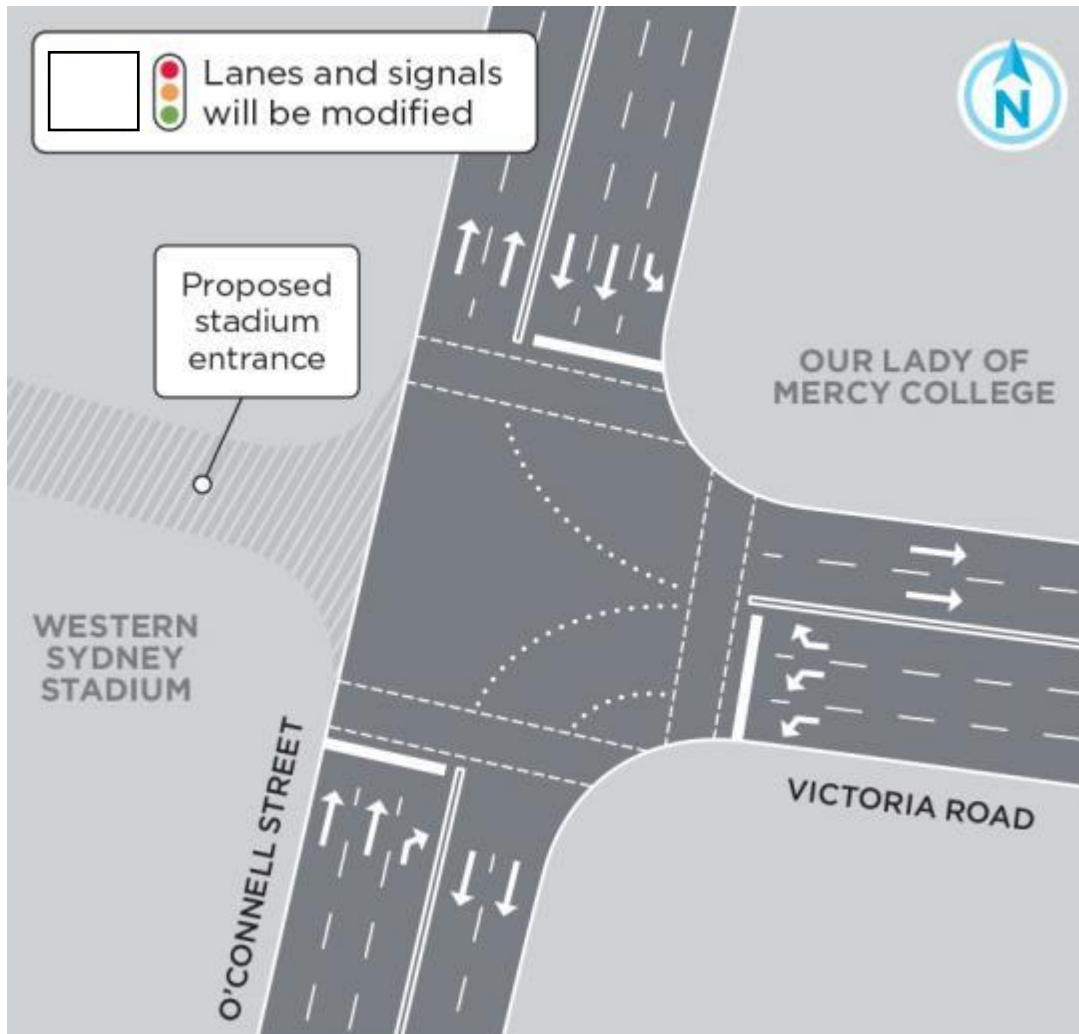 Lanes and signals
will be modified
N
Proposed
stadium
entrance
OUR LADY OF
MERCY COLLEGE
WESTERN
SYDNEY
STADIUM
O'CONNELL STREET
VICTORIA ROAD